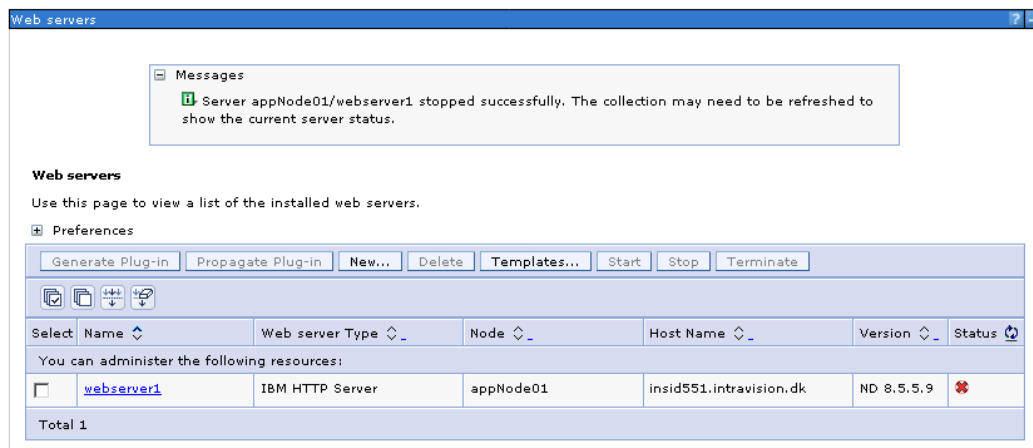 Web servers ? -
Messages
Server appNode01/webserver1 stopped successfully. The collection may need to be refreshed to
show the current server status.
Web servers
Use this page to view a list of the installed web servers.
Preferences
Generate Plug-in Propagate Plug-in New... Delete Templates... Start Stop Terminate
Select Name Web server Type Node Host Name Version Status
You can administer the following resources:
webserver1 IBM HTTP Server appNode01 insid551.intravision.dk ND 8.5.5.9
Total 1